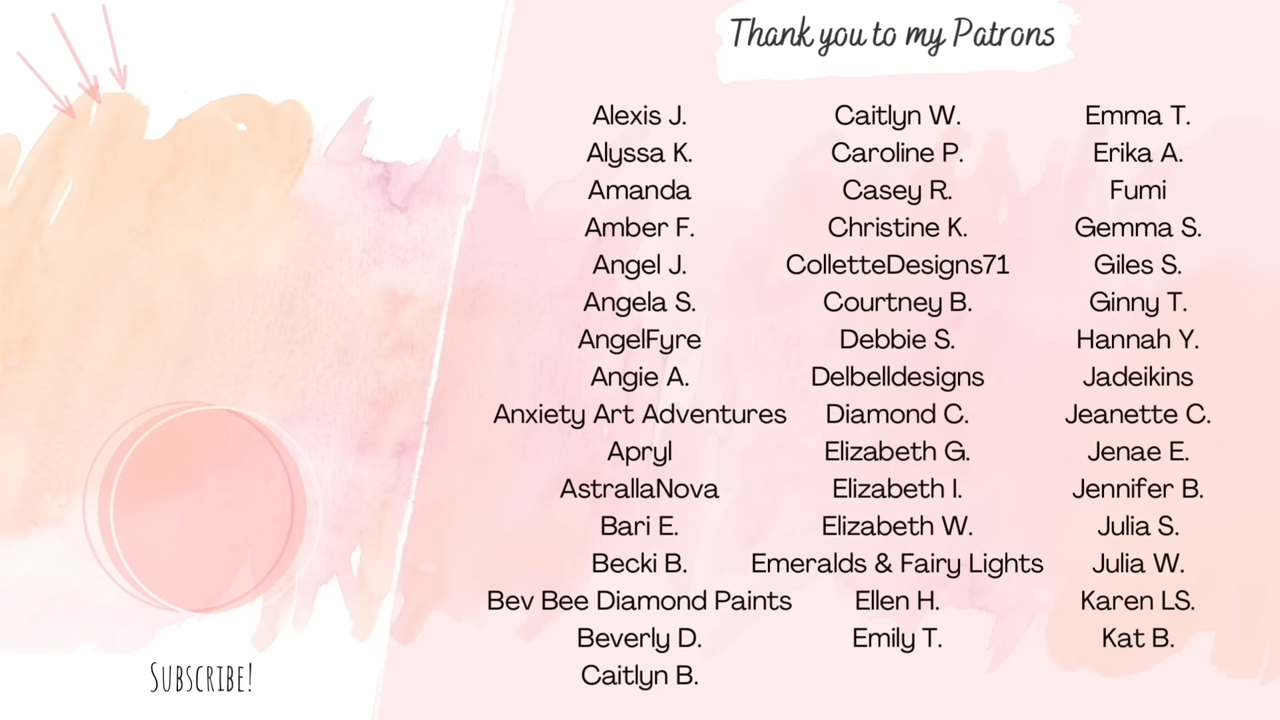 Thank you to my Patrons
Alexis J.
Alyssa K.
Amanda
Amber F.
Angel J.
Angela S.
AngelFyre
Angie A.
Anxiety Art Adventures
Apryl
AstrallaNova
Bari E.
Becki B.
Bev Bee Diamond Paints
Beverly D.
Caitlyn B.
Caitlyn W.
Caroline P.
Casey R.
Christine K.
ColletteDesigns71
Courtney B.
Debbie S.
Delbelldesigns
Diamond C.
Elizabeth G.
Elizabeth I.
Elizabeth W.
Emeralds & Fairy Lights
Ellen H.
Emily T.
Emma T.
Erika A.
Fumi
Gemma S.
Giles S.
Ginny T.
Hannah Y.
Jadeikins
Jeanette C.
Jenae E.
Jennifer B.
Julia S.
Julia W.
Karen LS.
Kat B.
Subscribe!